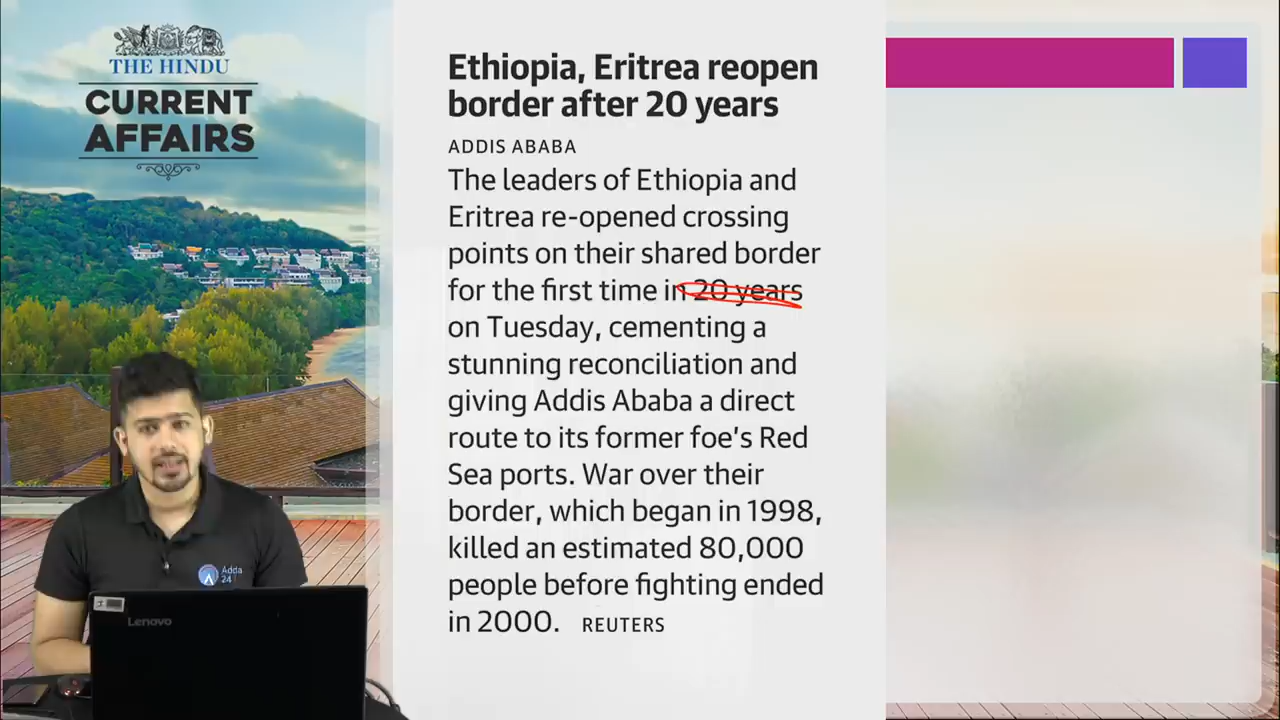 THE HINDU
CURRENT
AFFAIRS
Ethiopia, Eritrea reopen
border after 20 years
ADDIS ABABA
The leaders of Ethiopia and
Eritrea re-opened crossing
points on their shared border
for the first time in 20 years
on Tuesday, cementing a
stunning reconciliation and
giving Addis Ababa a direct
route to its former foe's Red
Sea ports. War over their
border, which began in 1998,
killed an estimated 80,000
people before fighting ended
in 2000. REUTERS
Adda
24
Lenovo